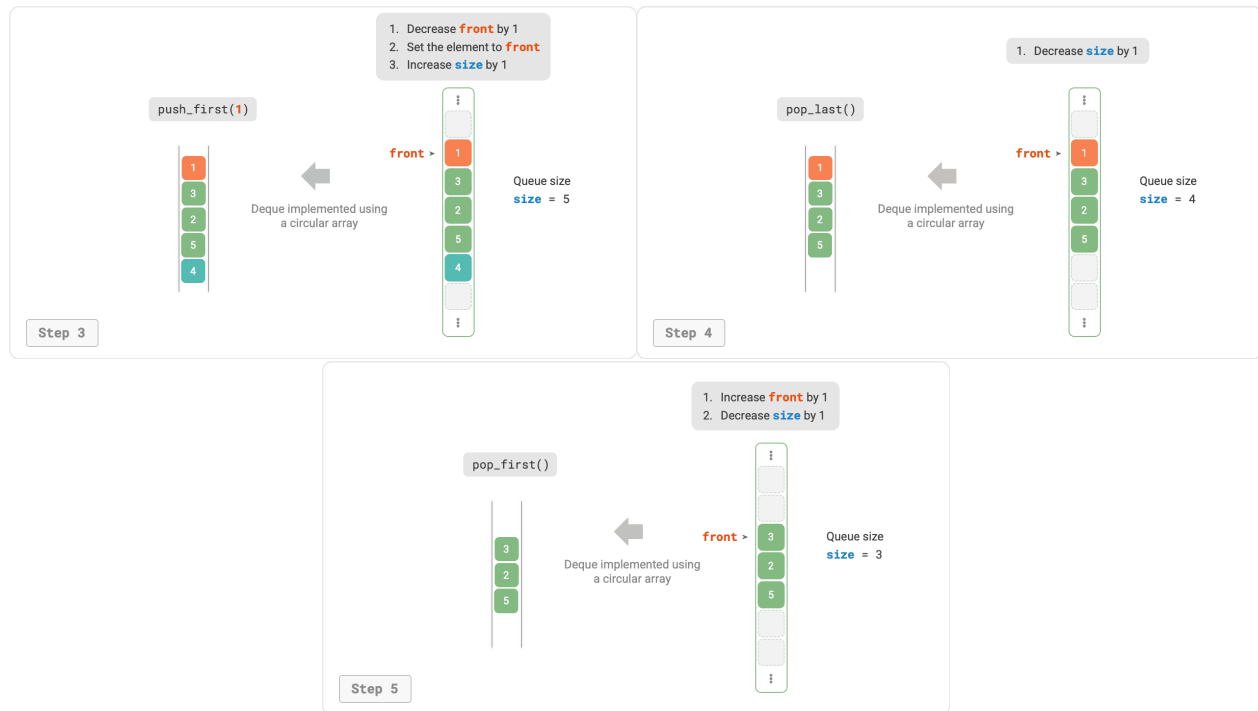 1. Decrease front by 1
2. Set the element to front
3. Increase size by 1
push_first(1)
1
3
2
5
4
Deque implemented using
a circular array
front
1
3
2
5
4
Queue size
size = 5
Step 3
1. Decrease size by 1
pop_last()
1
3
2
5
Deque implemented using
a circular array
front
1
3
2
5
Queue size
size = 4
Step 4
1. Increase front by 1
2. Decrease size by 1
pop_first()
3
2
5
Deque implemented using
a circular array
front
3
2
5
Queue size
size = 3
Step 5